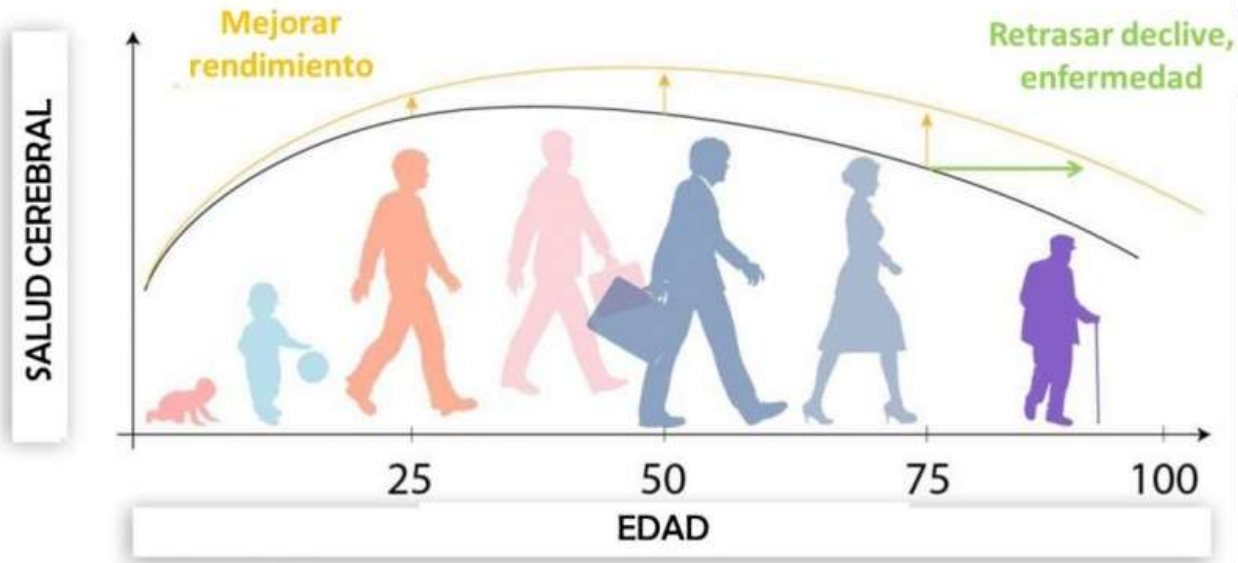 Mejorar
rendimiento
Retrasar declive,
enfermedad
SALUD CEREBRAL
25
50
75
100
EDAD